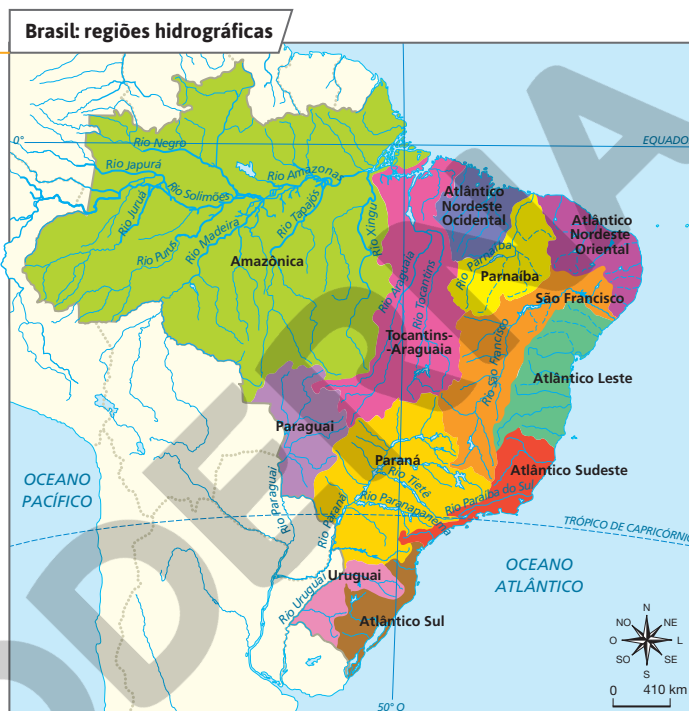 Brasil: regiões hidrográficas
0°
EQUADO
Rio Negro
Rio Japurá
Rio Solimões
Rio Amazonas
Rio Juruá
Rio Purus
Rio Madeira
Rio Tapajós
Rio Xingu
Amazônica
Atlântico
Nordeste
Ocidental
Atlântico
Nordeste
Oriental
Rio Parnaíba
Parnaíba
Rio Araguaia
Rio Tocantins
Tocantins-
-Araguaia
São Francisco
Rio São Francisco
Atlântico Leste
Paraguai
Paraná
Atlântico Sudeste
OCEANO
PACÍFICO
Rio Tietê
Rio Paranapanema
Rio Paraíba do Sul
Rio Paraguai
Rio Paraná
TRÓPICO DE CAPRICÓRNI
Uruguai
Rio Uruguai
OCEANO
ATLÂNTICO
Atlântico Sul
N
NO NE
O L
SO SE
S
0 410 km
50° O